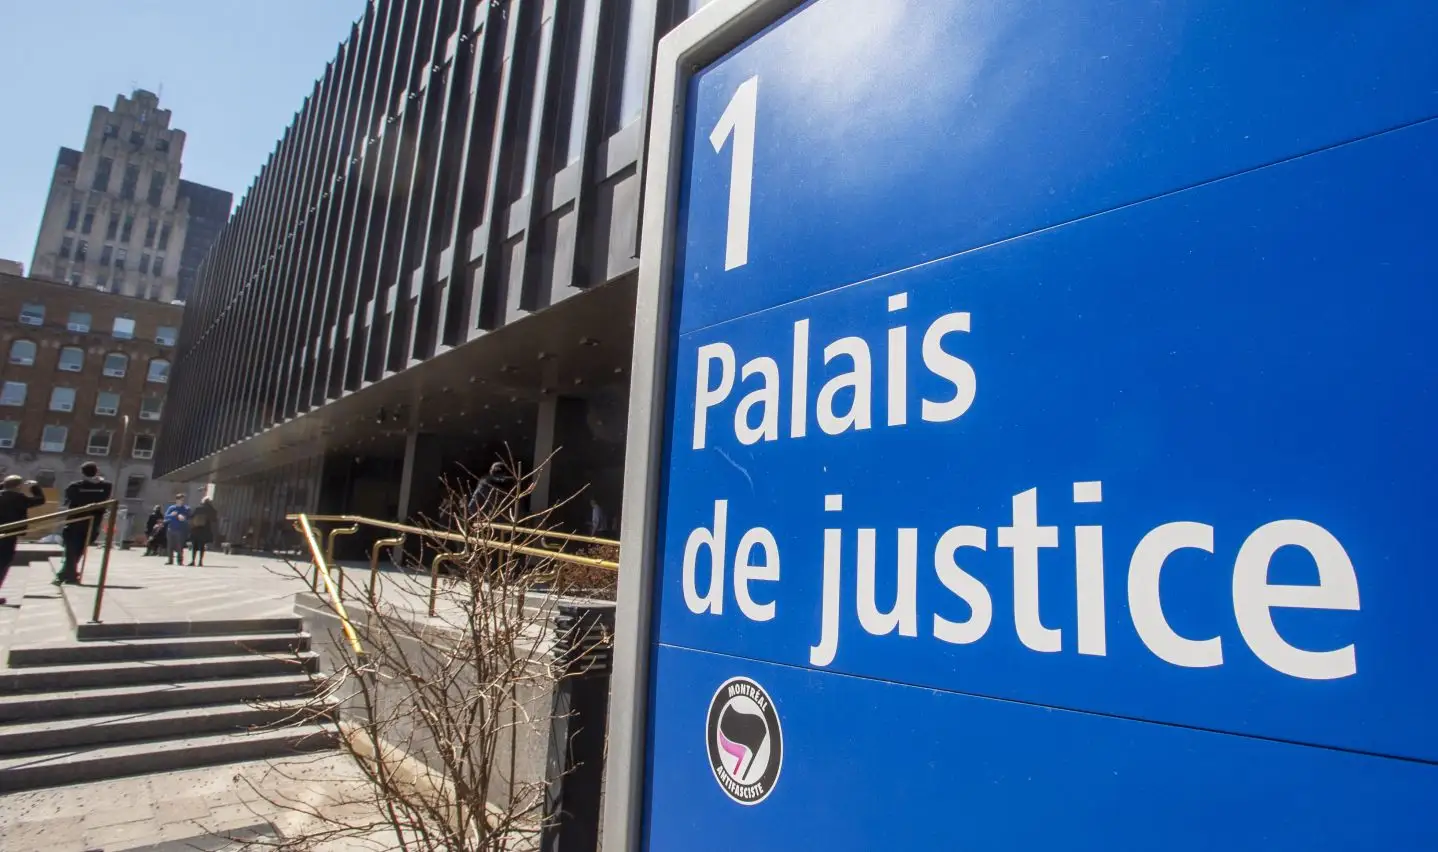 1
Palais
de justice
MONTRÉAL
ANTIFASCISTE